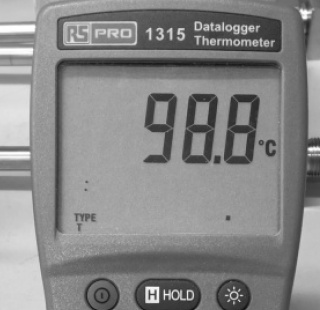 RS PRO 1315 Datalogger
Thermometer
98.8 °C
:
TYPE
T
H HOLD